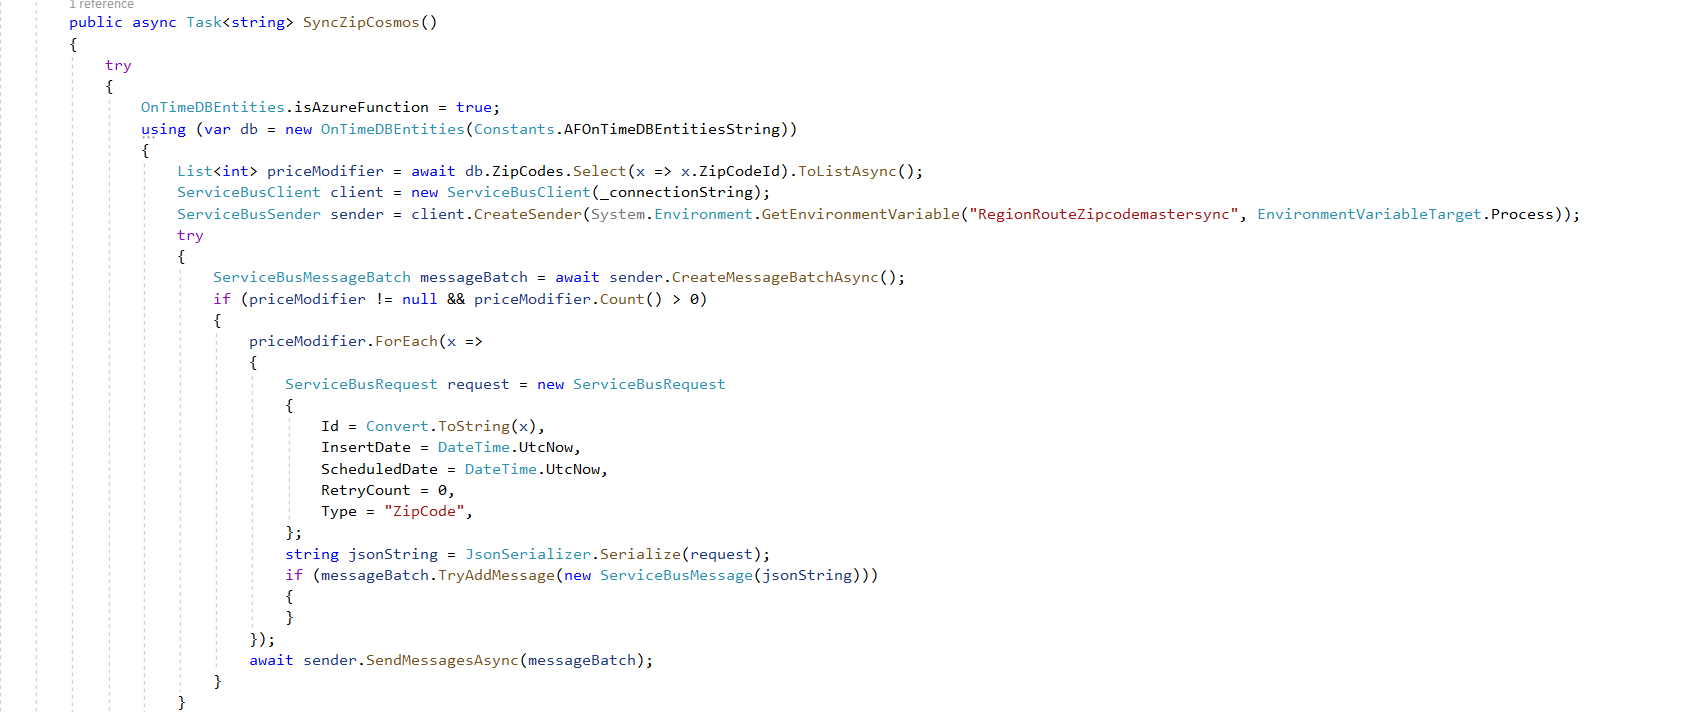 1 reference
public async Task<string> SyncZipCosmos()
{
try
{
OnTimeDBEntities.isAzureFunction = true;
using (var db = new OnTimeDBEntities(Constants.AFOnTimeDBEntitiesString))
{
List<int> priceModifier = await db.ZipCodes.Select(x => x.ZipCodeId).ToListAsync();
ServiceBusClient client = new ServiceBusClient(_connectionString);
ServiceBusSender sender = client.CreateSender(System.Environment.GetEnvironmentVariable("RegionRouteZipcodemastersync", EnvironmentVariableTarget.Process));
try
{
ServiceBusMessageBatch messageBatch = await sender.CreateMessageBatchAsync();
if (priceModifier != null && priceModifier.Count() > 0)
{
priceModifier.ForEach(x =>
{
ServiceBusRequest request = new ServiceBusRequest
{
Id = Convert.ToString(x),
InsertDate = DateTime.UtcNow,
ScheduledDate = DateTime.UtcNow,
RetryCount = 0,
Type = "ZipCode",
};
string jsonString = JsonSerializer.Serialize(request);
if (messageBatch.TryAddMessage(new ServiceBusMessage(jsonString)))
{
}
});
await sender.SendMessagesAsync(messageBatch);
}
}